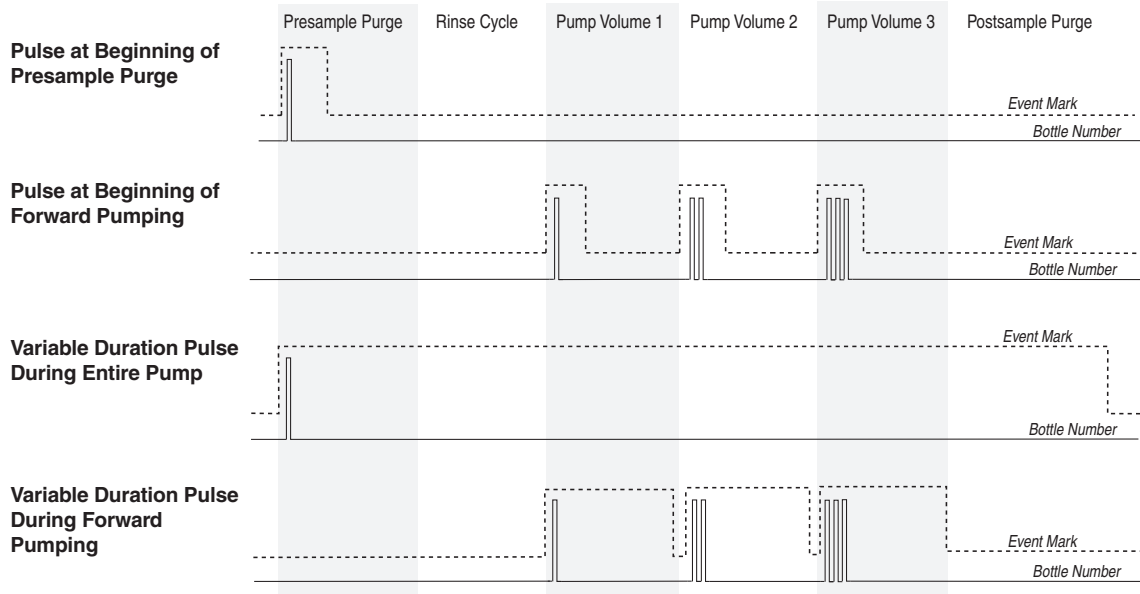 Presample Purge Rinse Cycle Pump Volume 1 Pump Volume 2 Pump Volume 3 Postsample Purge
Pulse at Beginning of
Presample Purge
Event Mark
Bottle Number
Pulse at Beginning of
Forward Pumping
Event Mark
Bottle Number
Variable Duration Pulse
During Entire Pump
Event Mark
Bottle Number
Variable Duration Pulse
During Forward
Pumping
Event Mark
Bottle Number